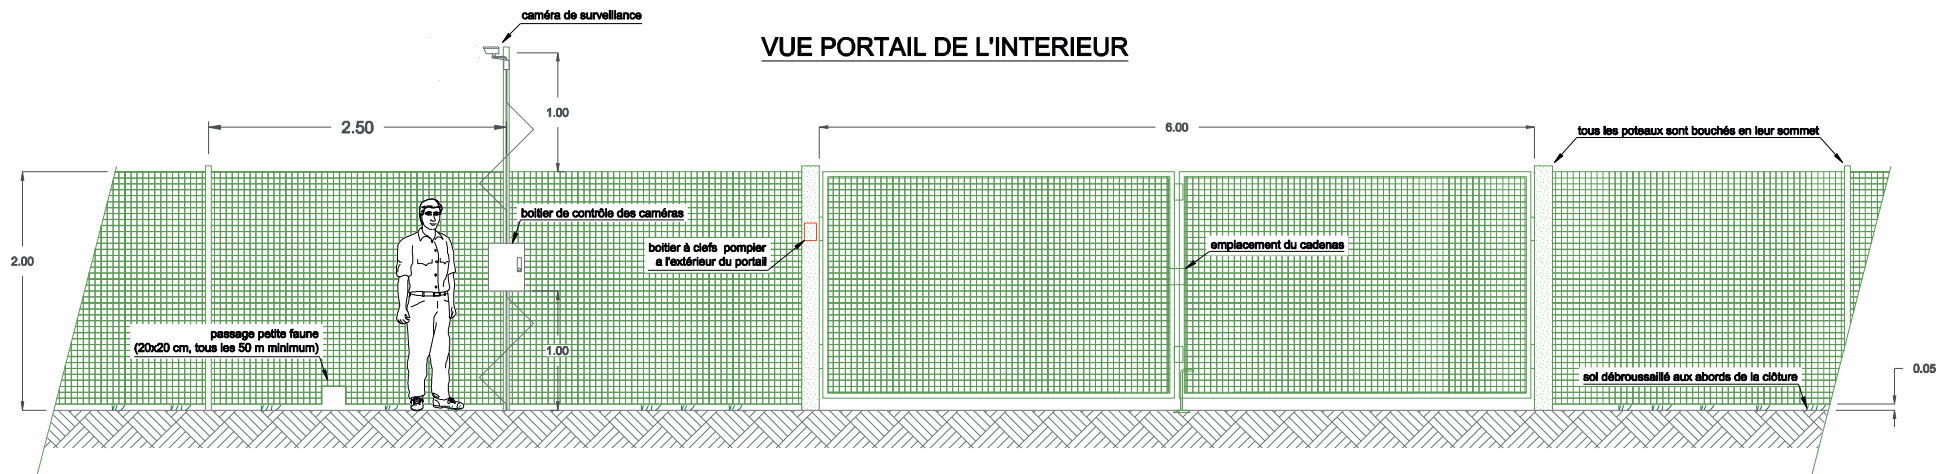 caméra de surveillance
VUE PORTAIL DE L'INTERIEUR
1.00
2.50
6.00
tous les poteaux sont bouchés en leur sommet
boitier de contrôle des caméras
boitier à clefs pompier
a l'extérieur du portail
emplacement du cadenas
2.00
passage petite faune
(20x20 cm, tous les 50 m minimum)
1.00
sol débroussaillé aux abords de la clôture
0.05